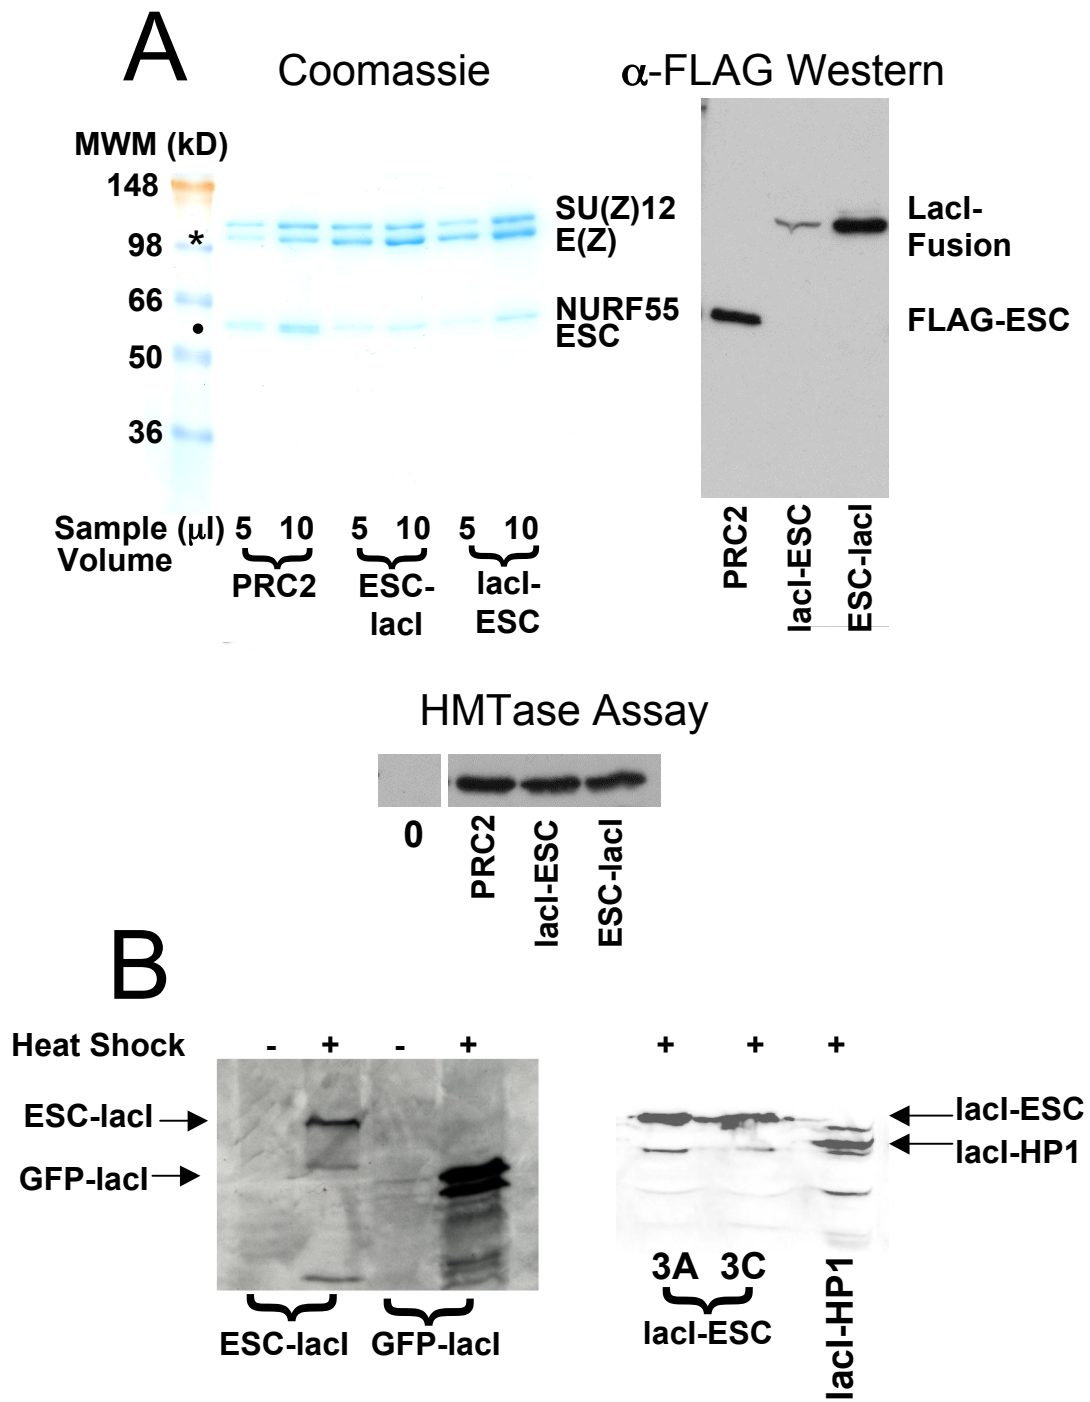 A
Coomassie
α-FLAG Western
MWM (kD)
148
*
98
66
•
50
36
SU(Z)12
E(Z)
NURF55
ESC
LacI-
Fusion
FLAG-ESC
Sample (μl) 5 10 5 10 5 10
Volume
PRC2
ESC-
lacI
lacI-
ESC
PRC2
lacI-ESC
ESC-lacI
HMTase Assay
0
PRC2
lacI-ESC
ESC-lacI
B
Heat Shock - + - + + + +
ESC-lacI
GFP-lacI
lacI-ESC
lacI-HP1
3A 3C
ESC-lacI GFP-lacI
lacI-ESC
lacI-HP1